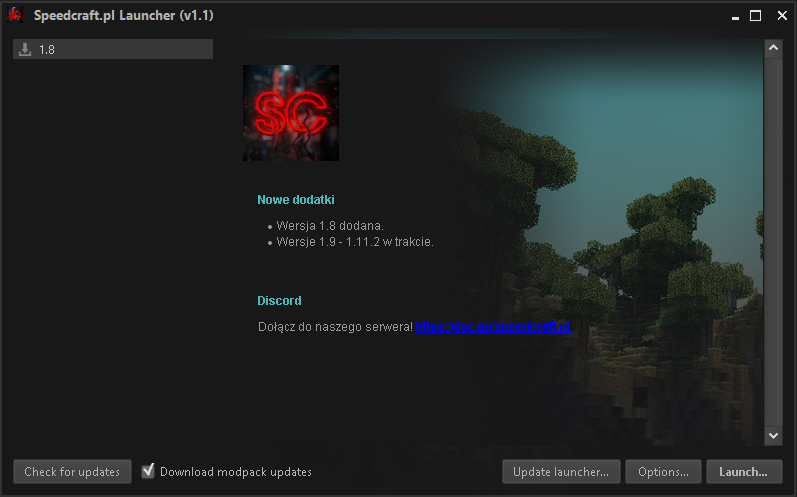 Speedcraft.pl Launcher (v1.1)
1.8
SC
Nowe dodatki
• Wersja 1.8 dodana.
• Wersje 1.9 - 1.11.2 w trakcie.
Discord
Dołącz do naszego serwera!
Check for updates
Download modpack updates
Update launcher...
Options...
Launch...